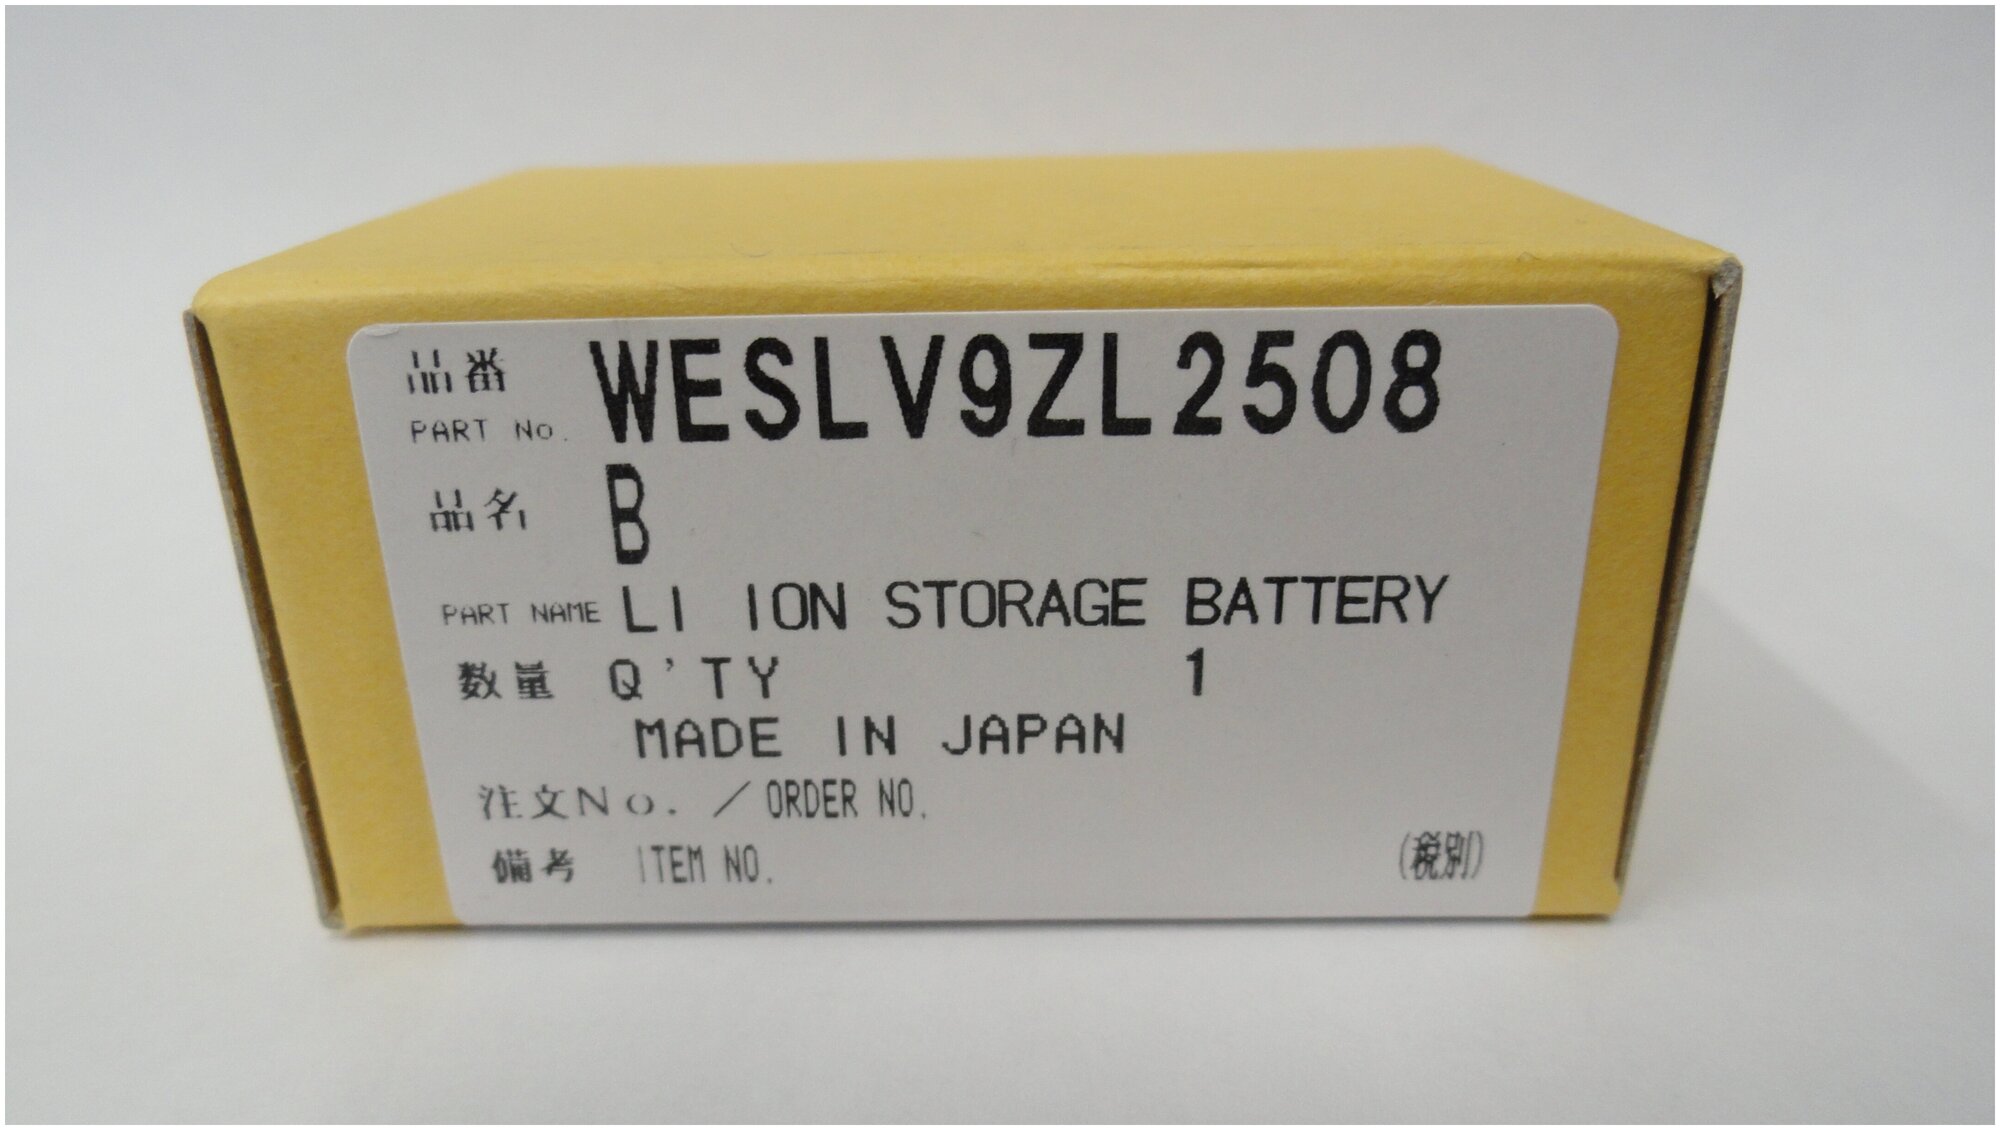 品番
PART No. WESLV9ZL2508
品名 B
PART NAME LI ION STORAGE BATTERY
数量 Q'TY 1
MADE IN JAPAN
注文No. ／ORDER NO.
備考 ITEM NO. (税別)